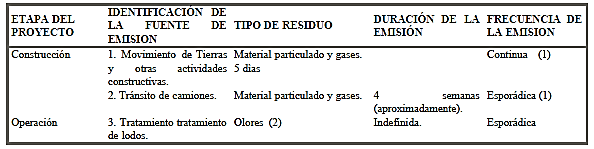 ETAPA DEL PROYECTO IDENTIFICACIÓN DE LA FUENTE DE EMISION TIPO DE RESIDUO DURACIÓN DE LA EMISIÓN FRECUENCIA DE LA EMISION
Construcción 1. Movimiento de Tierras Material particulado y gases. Continua (1)
y otras actividades 5 dias
constructivas.
2. Tránsito de camiones. Material particulado y gases. 4 semanas Esporádica (1)
(aproximadamente).
Operación 3. Tratamiento tratamiento Olores (2) Indefinida. Esporádica
de lodos.